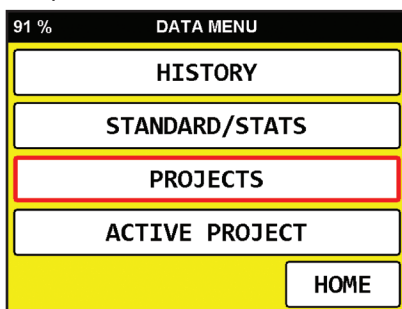 91 % DATA MENU
HISTORY
STANDARD/STATS
PROJECTS
ACTIVE PROJECT
HOME